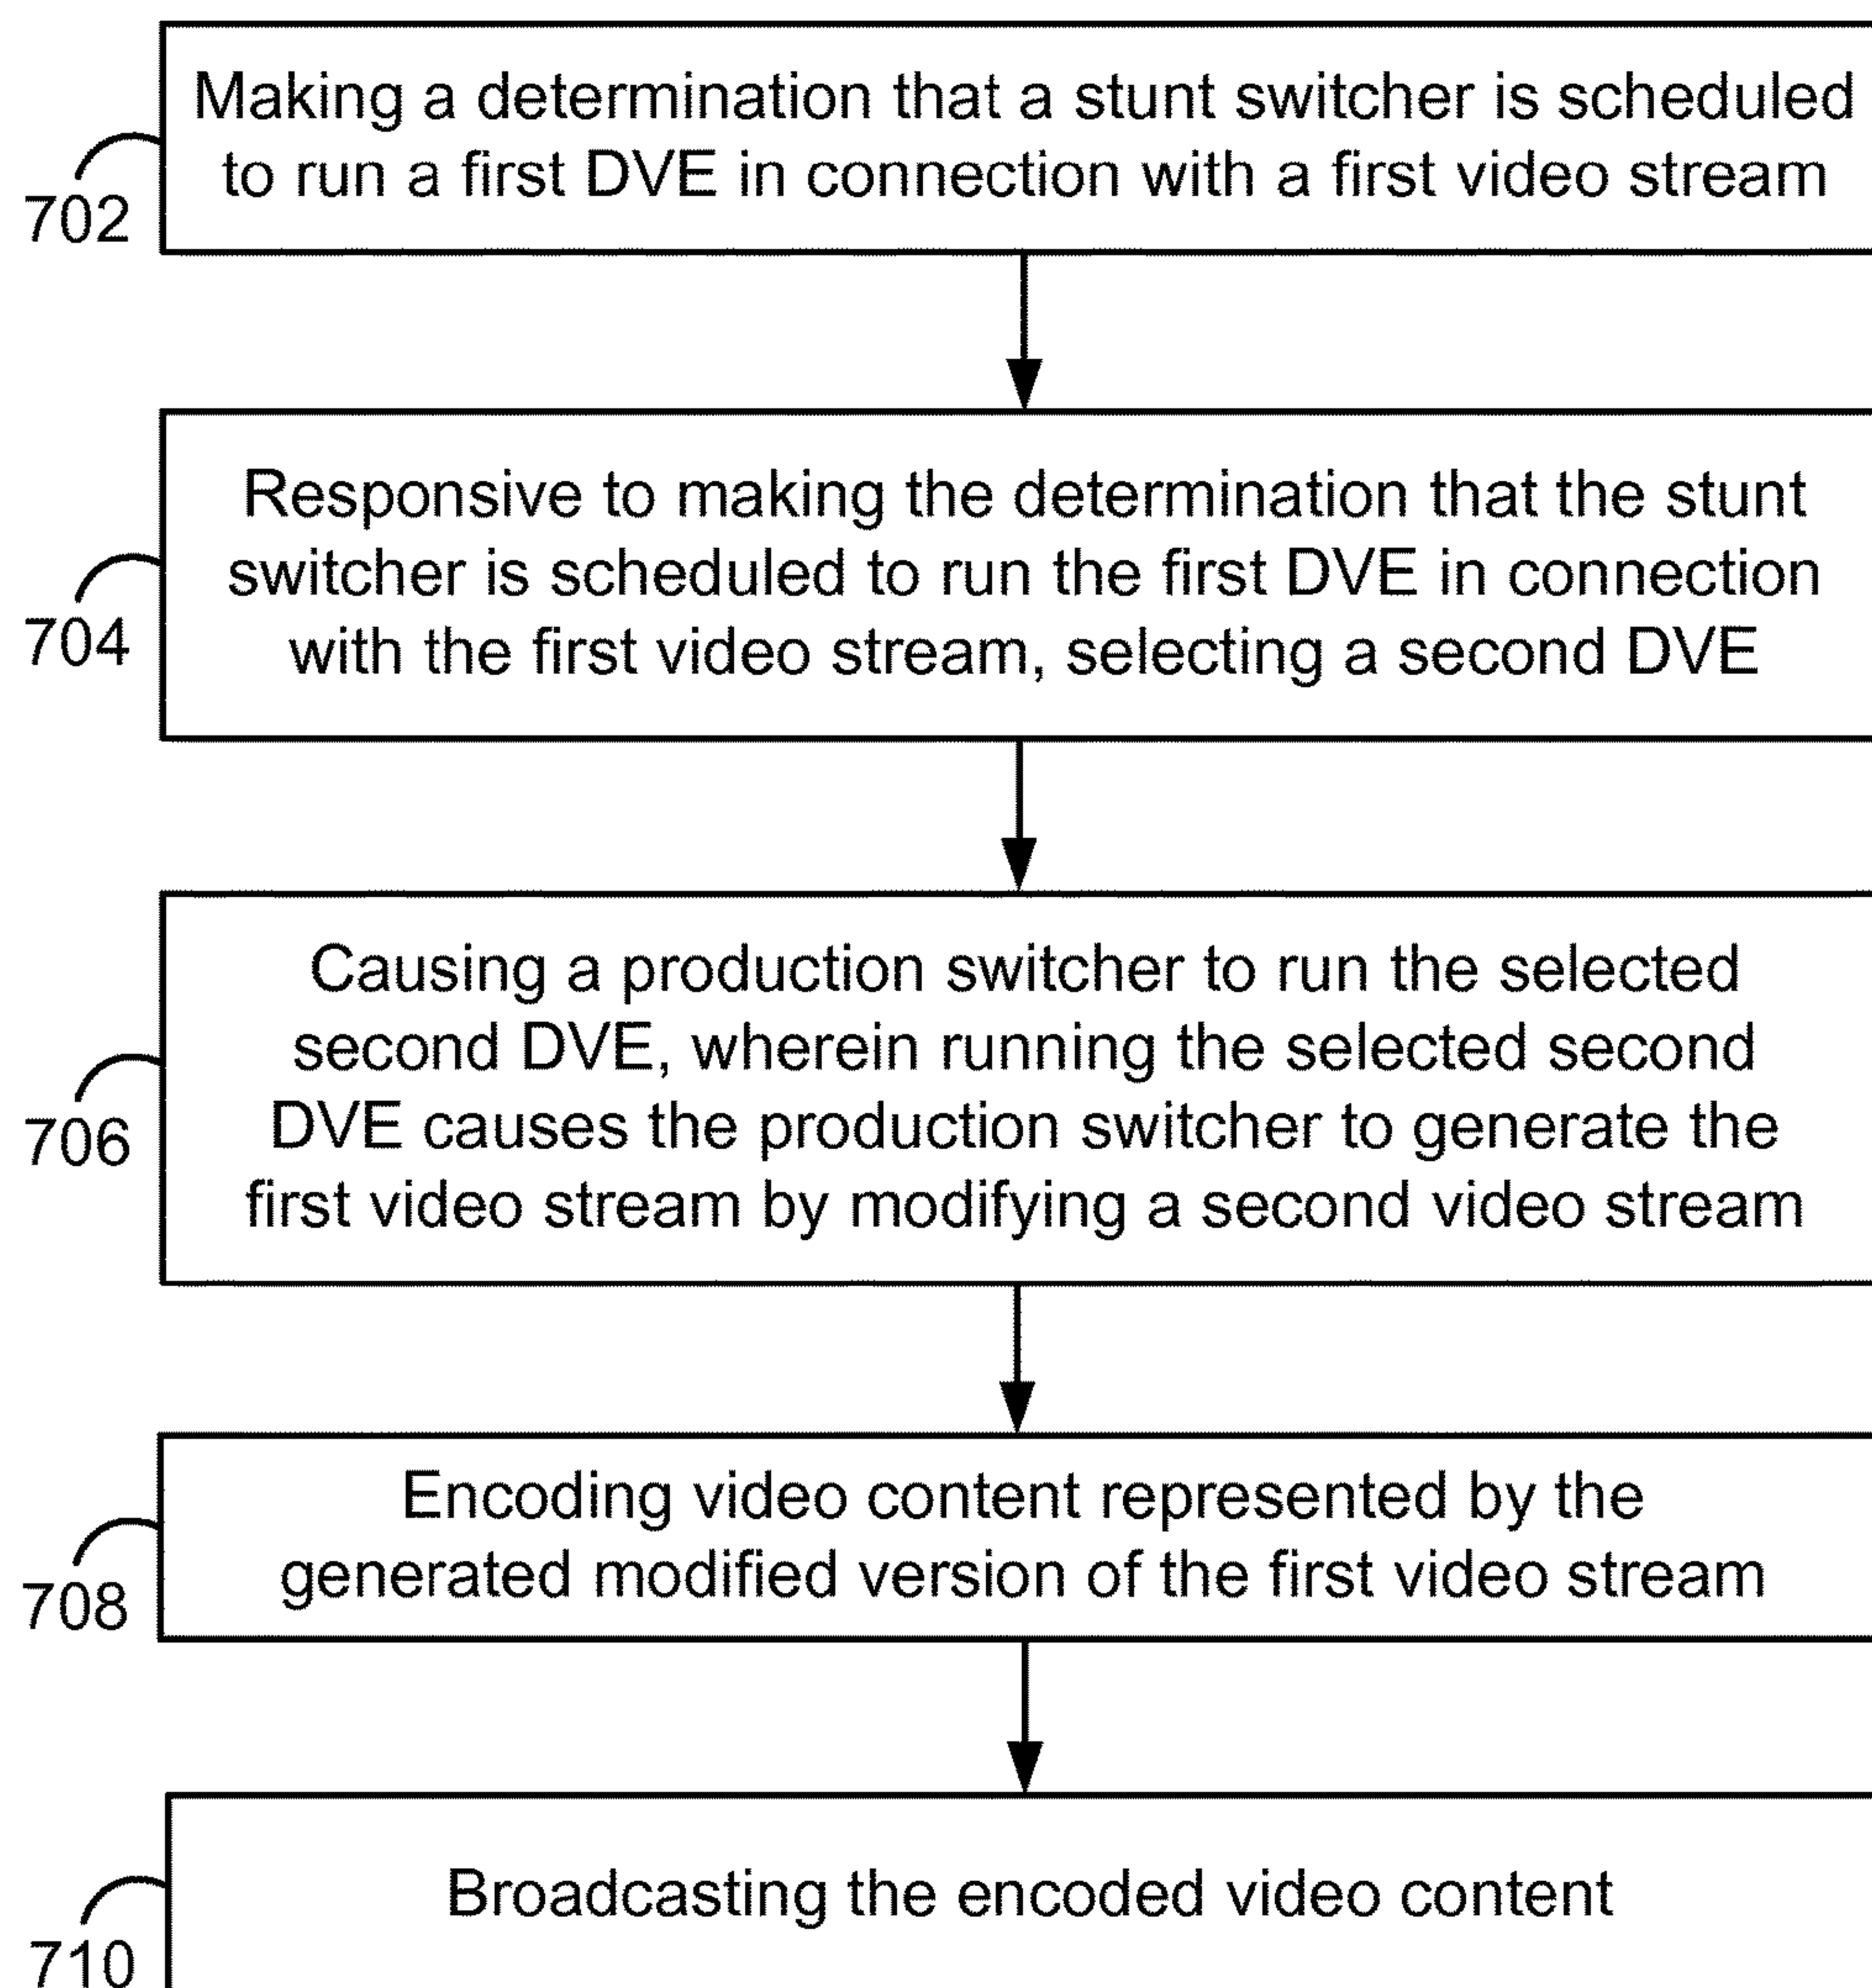 Making a determination that a stunt switcher is scheduled
to run a first DVE in connection with a first video stream
702
Responsive to making the determination that the stunt
switcher is scheduled to run the first DVE in connection
with the first video stream, selecting a second DVE
704
Causing a production switcher to run the selected
second DVE, wherein running the selected second
DVE causes the production switcher to generate the
first video stream by modifying a second video stream
706
Encoding video content represented by the
generated modified version of the first video stream
708
Broadcasting the encoded video content
710